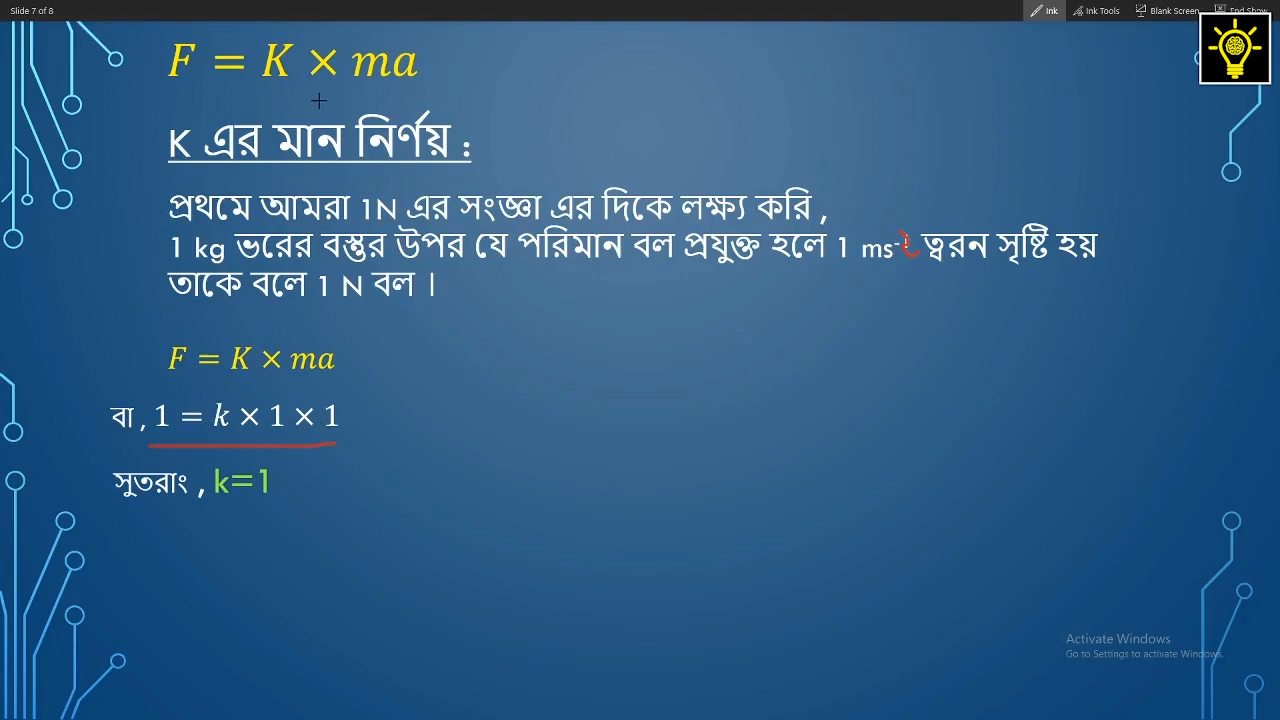 Slide 7 of 8
Ink
Ink Tools
Blank Screen
End Show
F = K × ma
K এর মান নির্ণয় :
প্রথমে আমরা 1N এর সংজ্ঞা এর দিকে লক্ষ্য করি ,
1 kg ভরের বস্তুর উপর যে পরিমান বল প্রযুক্ত হলে 1 ms-2 ত্বরন সৃষ্টি হয়
তাকে বলে 1 N বল ।
F = K × ma
বা , 1 = k × 1 × 1
সুতরাং , k=1
Activate Windows
Go to Settings to activate Windows.